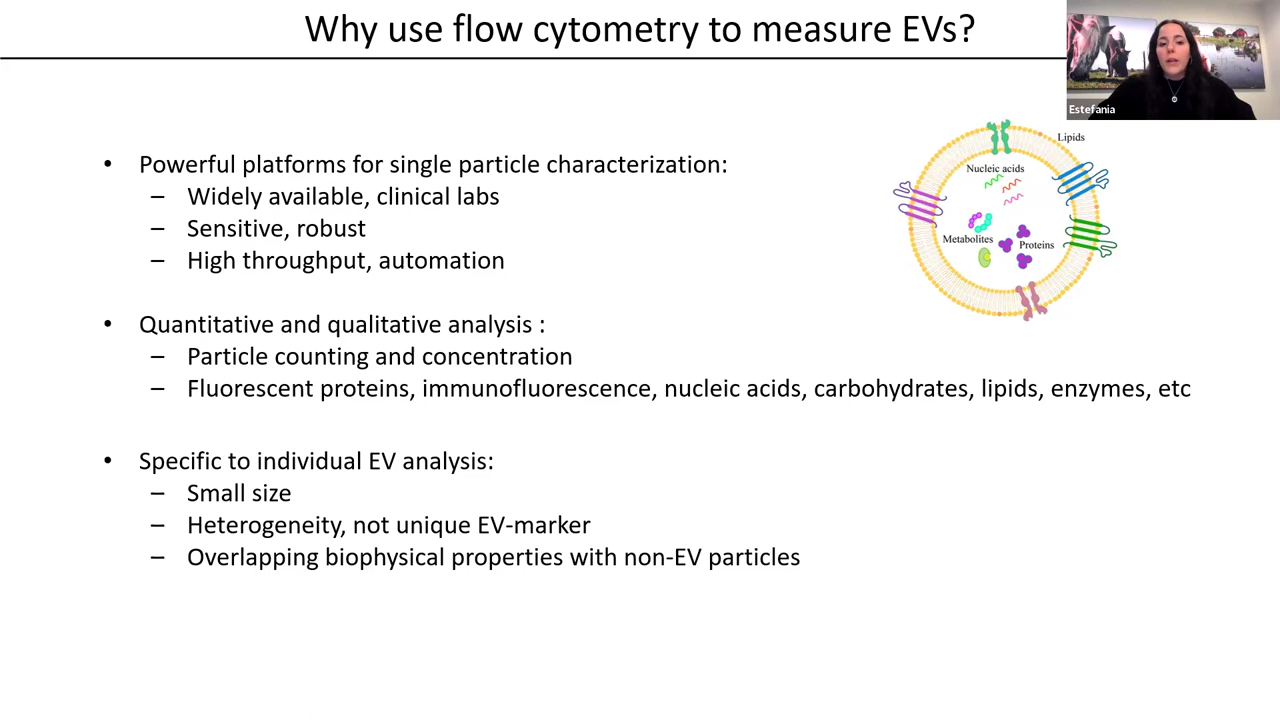 Why use flow cytometry to measure EVs?
Estefania
• Powerful platforms for single particle characterization:
– Widely available, clinical labs
– Sensitive, robust
– High throughput, automation
Lipids
Nucleic acids
Metabolites
Proteins
• Quantitative and qualitative analysis :
– Particle counting and concentration
– Fluorescent proteins, immunofluorescence, nucleic acids, carbohydrates, lipids, enzymes, etc
• Specific to individual EV analysis:
– Small size
– Heterogeneity, not unique EV-marker
– Overlapping biophysical properties with non-EV particles